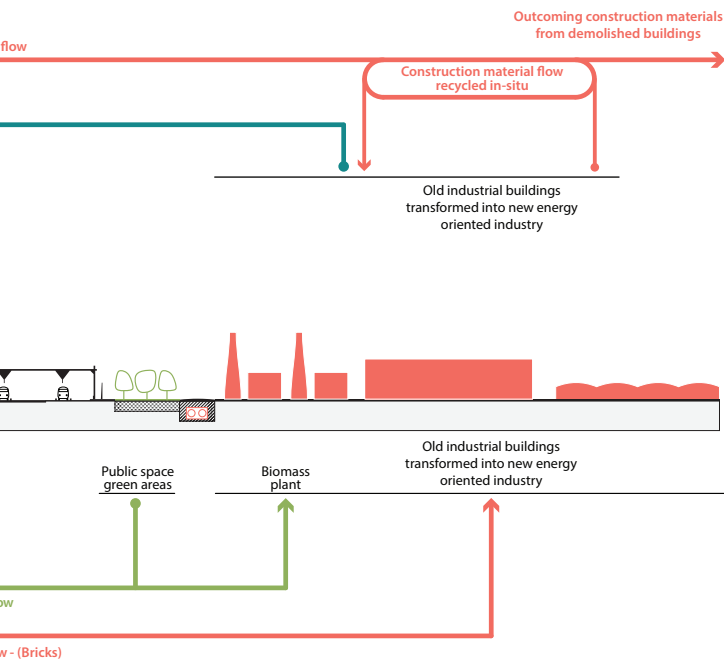 Outcoming construction materials
from demolished buildings
flow
Construction material flow
recycled in-situ
Old industrial buildings
transformed into new energy
oriented industry
Old industrial buildings
transformed into new energy
oriented industry
Public space
green areas
Biomass
plant
(Bricks)